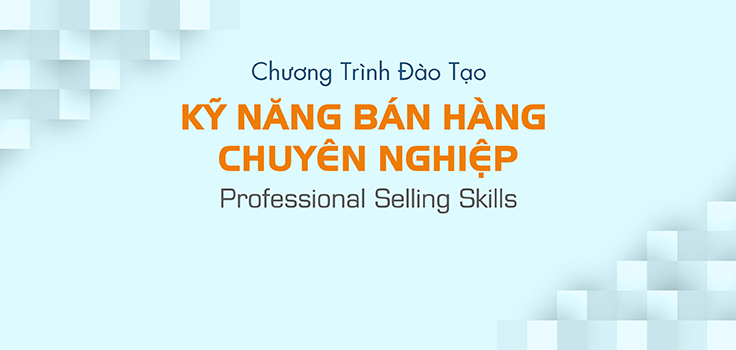 Chương Trình Đào Tạo
KỸ NĂNG BÁN HÀNG
CHUYÊN NGHIỆP
Professional Selling Skills